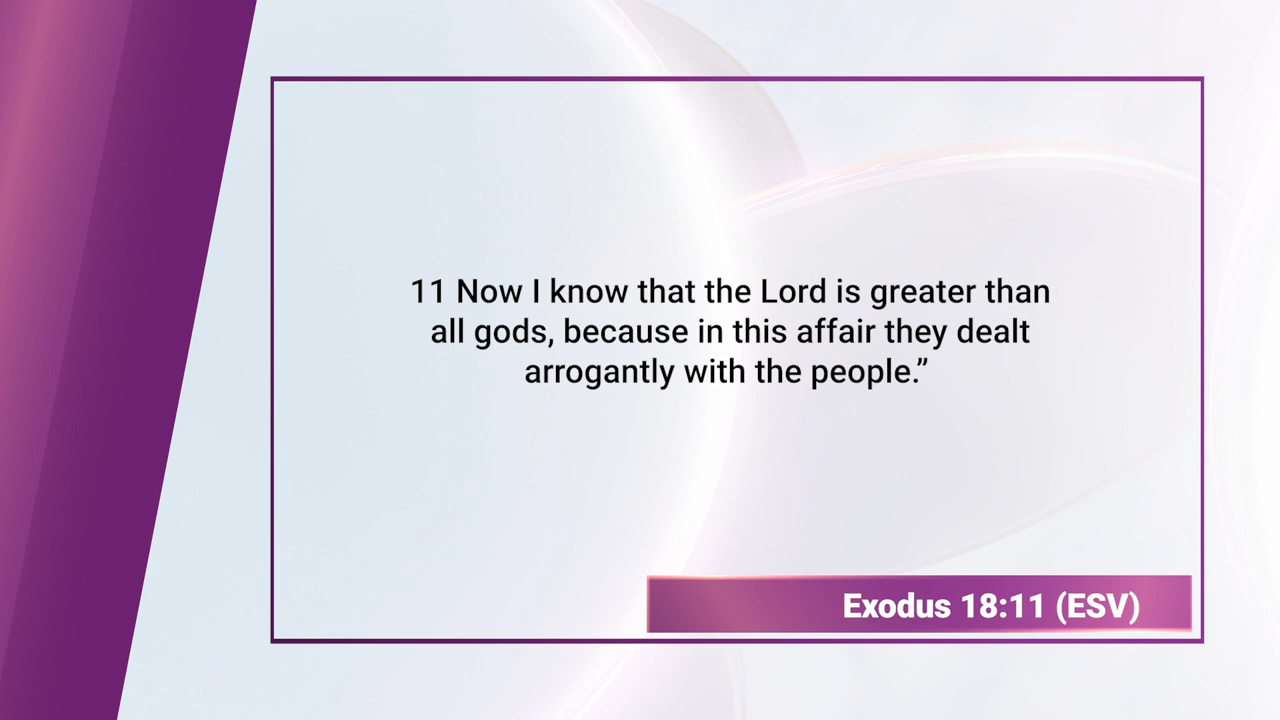 11 Now I know that the Lord is greater than
all gods, because in this affair they dealt
arrogantly with the people.”
Exodus 18:11 (ESV)